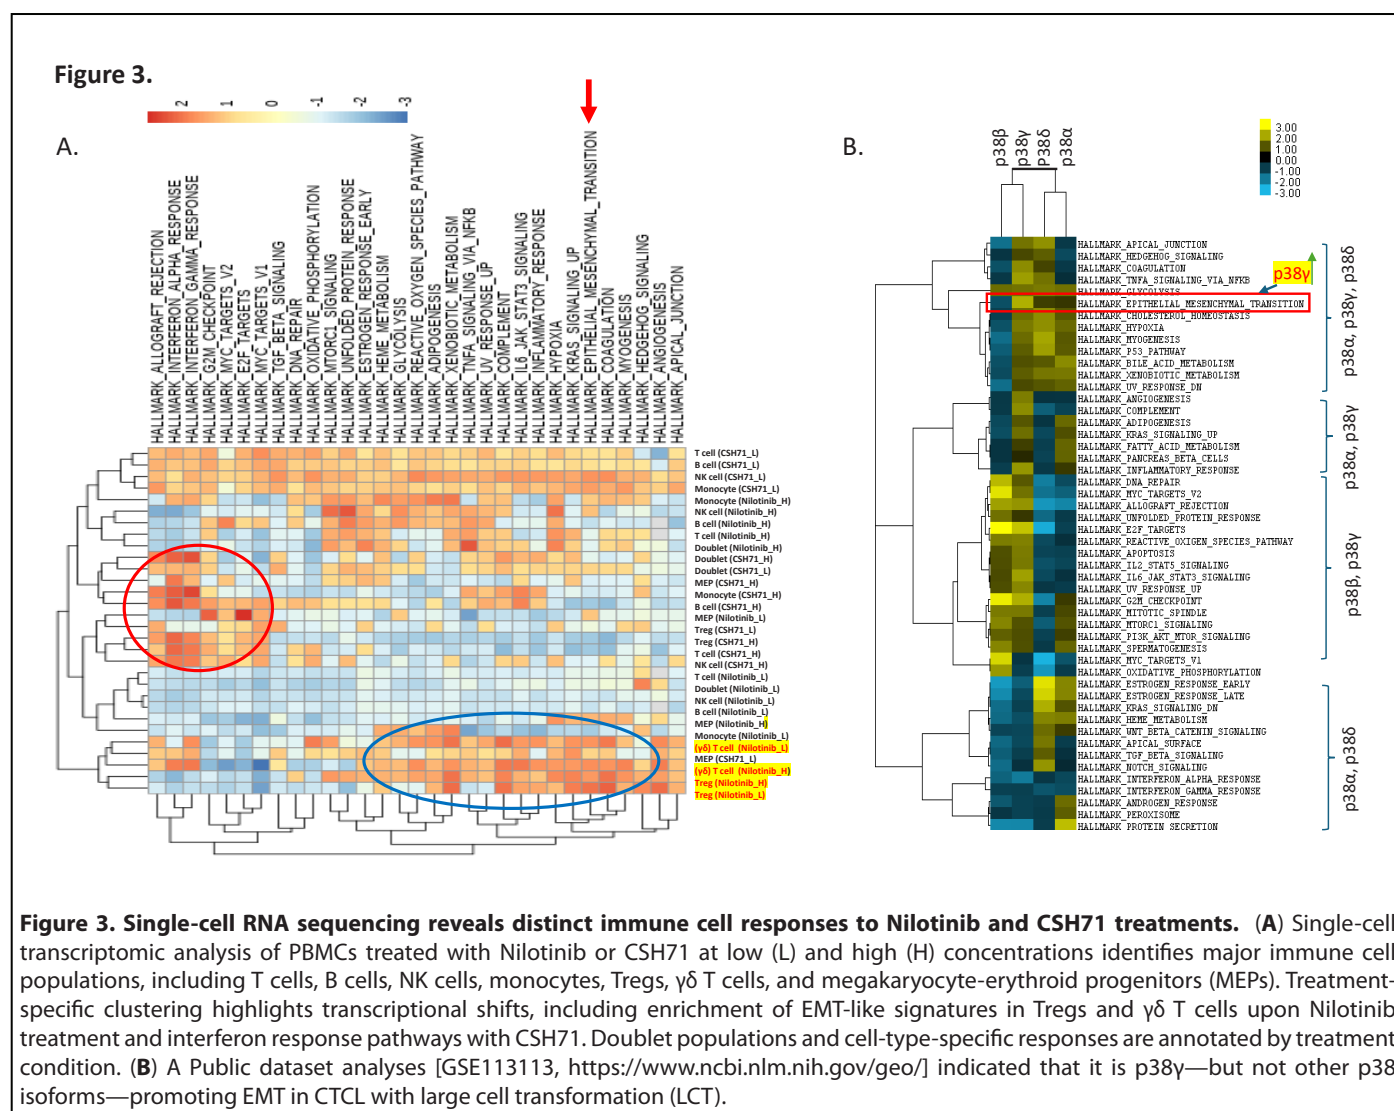 Figure 3.
2 1 0 -1 -2 -3
A.
HALLMARK_ALLOGRAFT_REJECTION
HALLMARK_INTERFERON_ALPHA_RESPONSE
HALLMARK_INTERFERON_GAMMA_RESPONSE
HALLMARK_G2M_CHECKPOINT
HALLMARK_MYC_TARGETS_V2
HALLMARK_E2F_TARGETS
HALLMARK_MYC_TARGETS_V1
HALLMARK_TGF_BETA_SIGNALING
HALLMARK_DNA_REPAIR
HALLMARK_OXIDATIVE_PHOSPHORYLATION
HALLMARK_MTORC1_SIGNALING
HALLMARK_UNFOLDED_PROTEIN_RESPONSE
HALLMARK_ESTROGEN_RESPONSE_EARLY
HALLMARK_HEME_METABOLISM
HALLMARK_GLYCOLYSIS
HALLMARK_REACTIVE_OXYGEN_SPECIES_PATHWAY
HALLMARK_ADIPOGENESIS
HALLMARK_XENOBIOTIC_METABOLISM
HALLMARK_TNFA_SIGNALING_VIA_NFKB
HALLMARK_UV_RESPONSE_UP
HALLMARK_COMPLEMENT
HALLMARK_IL6_JAK_STAT3_SIGNALING
HALLMARK_INFLAMMATORY_RESPONSE
HALLMARK_HYPOXIA
HALLMARK_KRAS_SIGNALING_UP
HALLMARK_EPITHELIAL_MESENCHYMAL_TRANSITION
HALLMARK_COAGULATION
HALLMARK_MYOGENESIS
HALLMARK_HEDGEHOG_SIGNALING
HALLMARK_ANGIOGENESIS
HALLMARK_APICAL_JUNCTION
T cell (CSH71_L)
B cell (CSH71_L)
NK cell (CSH71_L)
Monocyte (CSH71_L)
Monocyte (Nilotinib_H)
NK cell (Nilotinib_H)
B cell (Nilotinib_H)
T cell (Nilotinib_H)
Doublet (Nilotinib_H)
Doublet (CSH71_H)
Doublet (CSH71_L)
MEP (CSH71_H)
Monocyte (CSH71_H)
B cell (CSH71_H)
MEP (Nilotinib_L)
Treg (CSH71_L)
Treg (CSH71_H)
T cell (CSH71_H)
NK cell (CSH71_H)
T cell (Nilotinib_L)
Doublet (Nilotinib_L)
NK cell (Nilotinib_L)
B cell (Nilotinib_L)
MEP (Nilotinib_H)
Monocyte (Nilotinib_L)
(γδ) T cell (Nilotinib_L)
MEP (CSH71_L)
(γδ) T cell (Nilotinib_H)
Treg (Nilotinib_H)
Treg (Nilotinib_L)
B.
p38β p38γ P38δ p38α
3.00
2.00
1.00
0.00
-1.00
-2.00
-3.00
HALLMARK_APICAL_JUNCTION
HALLMARK_HEDGEHOG_SIGNALING
HALLMARK_COAGULATION
HALLMARK_TNFA_SIGNALING_VIA_NFKB
HALLMARK_GLYCOLYSIS
HALLMARK_EPITHELIAL_MESENCHYMAL_TRANSITION
HALLMARK_CHOLESTEROL_HOMEOSTASIS
HALLMARK_HYPOXIA
HALLMARK_MYOGENESIS
HALLMARK_P53_PATHWAY
HALLMARK_BILE_ACID_METABOLISM
HALLMARK_XENOBIOTIC_METABOLISM
HALLMARK_UV_RESPONSE_DN
HALLMARK_ANGIOGENESIS
HALLMARK_COMPLEMENT
HALLMARK_ADIPOGENESIS
HALLMARK_KRAS_SIGNALING_UP
HALLMARK_FATTY_ACID_METABOLISM
HALLMARK_PANCREAS_BETA_CELLS
HALLMARK_INFLAMMATORY_RESPONSE
HALLMARK_DNA_REPAIR
HALLMARK_MYC_TARGETS_V2
HALLMARK_ALLOGRAFT_REJECTION
HALLMARK_UNFOLDED_PROTEIN_RESPONSE
HALLMARK_E2F_TARGETS
HALLMARK_REACTIVE_OXIGEN_SPECIES_PATHWAY
HALLMARK_APOPTOSIS
HALLMARK_IL2_STAT5_SIGNALING
HALLMARK_IL6_JAK_STAT3_SIGNALING
HALLMARK_UV_RESPONSE_UP
HALLMARK_G2M_CHECKPOINT
HALLMARK_MITOTIC_SPINDLE
HALLMARK_MTORC1_SIGNALING
HALLMARK_PI3K_AKT_MTOR_SIGNALING
HALLMARK_SPERMATOGENESIS
HALLMARK_MYC_TARGETS_V1
HALLMARK_OXIDATIVE_PHOSPHORYLATION
HALLMARK_ESTROGEN_RESPONSE_EARLY
HALLMARK_ESTROGEN_RESPONSE_LATE
HALLMARK_KRAS_SIGNALING_DN
HALLMARK_HEME_METABOLISM
HALLMARK_WNT_BETA_CATENIN_SIGNALING
HALLMARK_APICAL_SURFACE
HALLMARK_TGF_BETA_SIGNALING
HALLMARK_NOTCH_SIGNALING
HALLMARK_INTERFERON_ALPHA_RESPONSE
HALLMARK_INTERFERON_GAMMA_RESPONSE
HALLMARK_ANDROGEN_RESPONSE
HALLMARK_PEROXISOME
HALLMARK_PROTEIN_SECRETION
p38γ
p38α, p38γ, p38δ
p38α, p38γ
p38β, p38γ
p38α, p38δ
Figure 3. Single-cell RNA sequencing reveals distinct immune cell responses to Nilotinib and CSH71 treatments. (A) Single-cell
transcriptomic analysis of PBMCs treated with Nilotinib or CSH71 at low (L) and high (H) concentrations identifies major immune cell
populations, including T cells, B cells, NK cells, monocytes, Tregs, γδ T cells, and megakaryocyte-erythroid progenitors (MEPs). Treatment-
specific clustering highlights transcriptional shifts, including enrichment of EMT-like signatures in Tregs and γδ T cells upon Nilotinib
treatment and interferon response pathways with CSH71. Doublet populations and cell-type-specific responses are annotated by treatment
condition. (B) A Public dataset analyses [GSE113113, https://www.ncbi.nlm.nih.gov/geo/] indicated that it is p38γ—but not other p38
isoforms—promoting EMT in CTCL with large cell transformation (LCT).